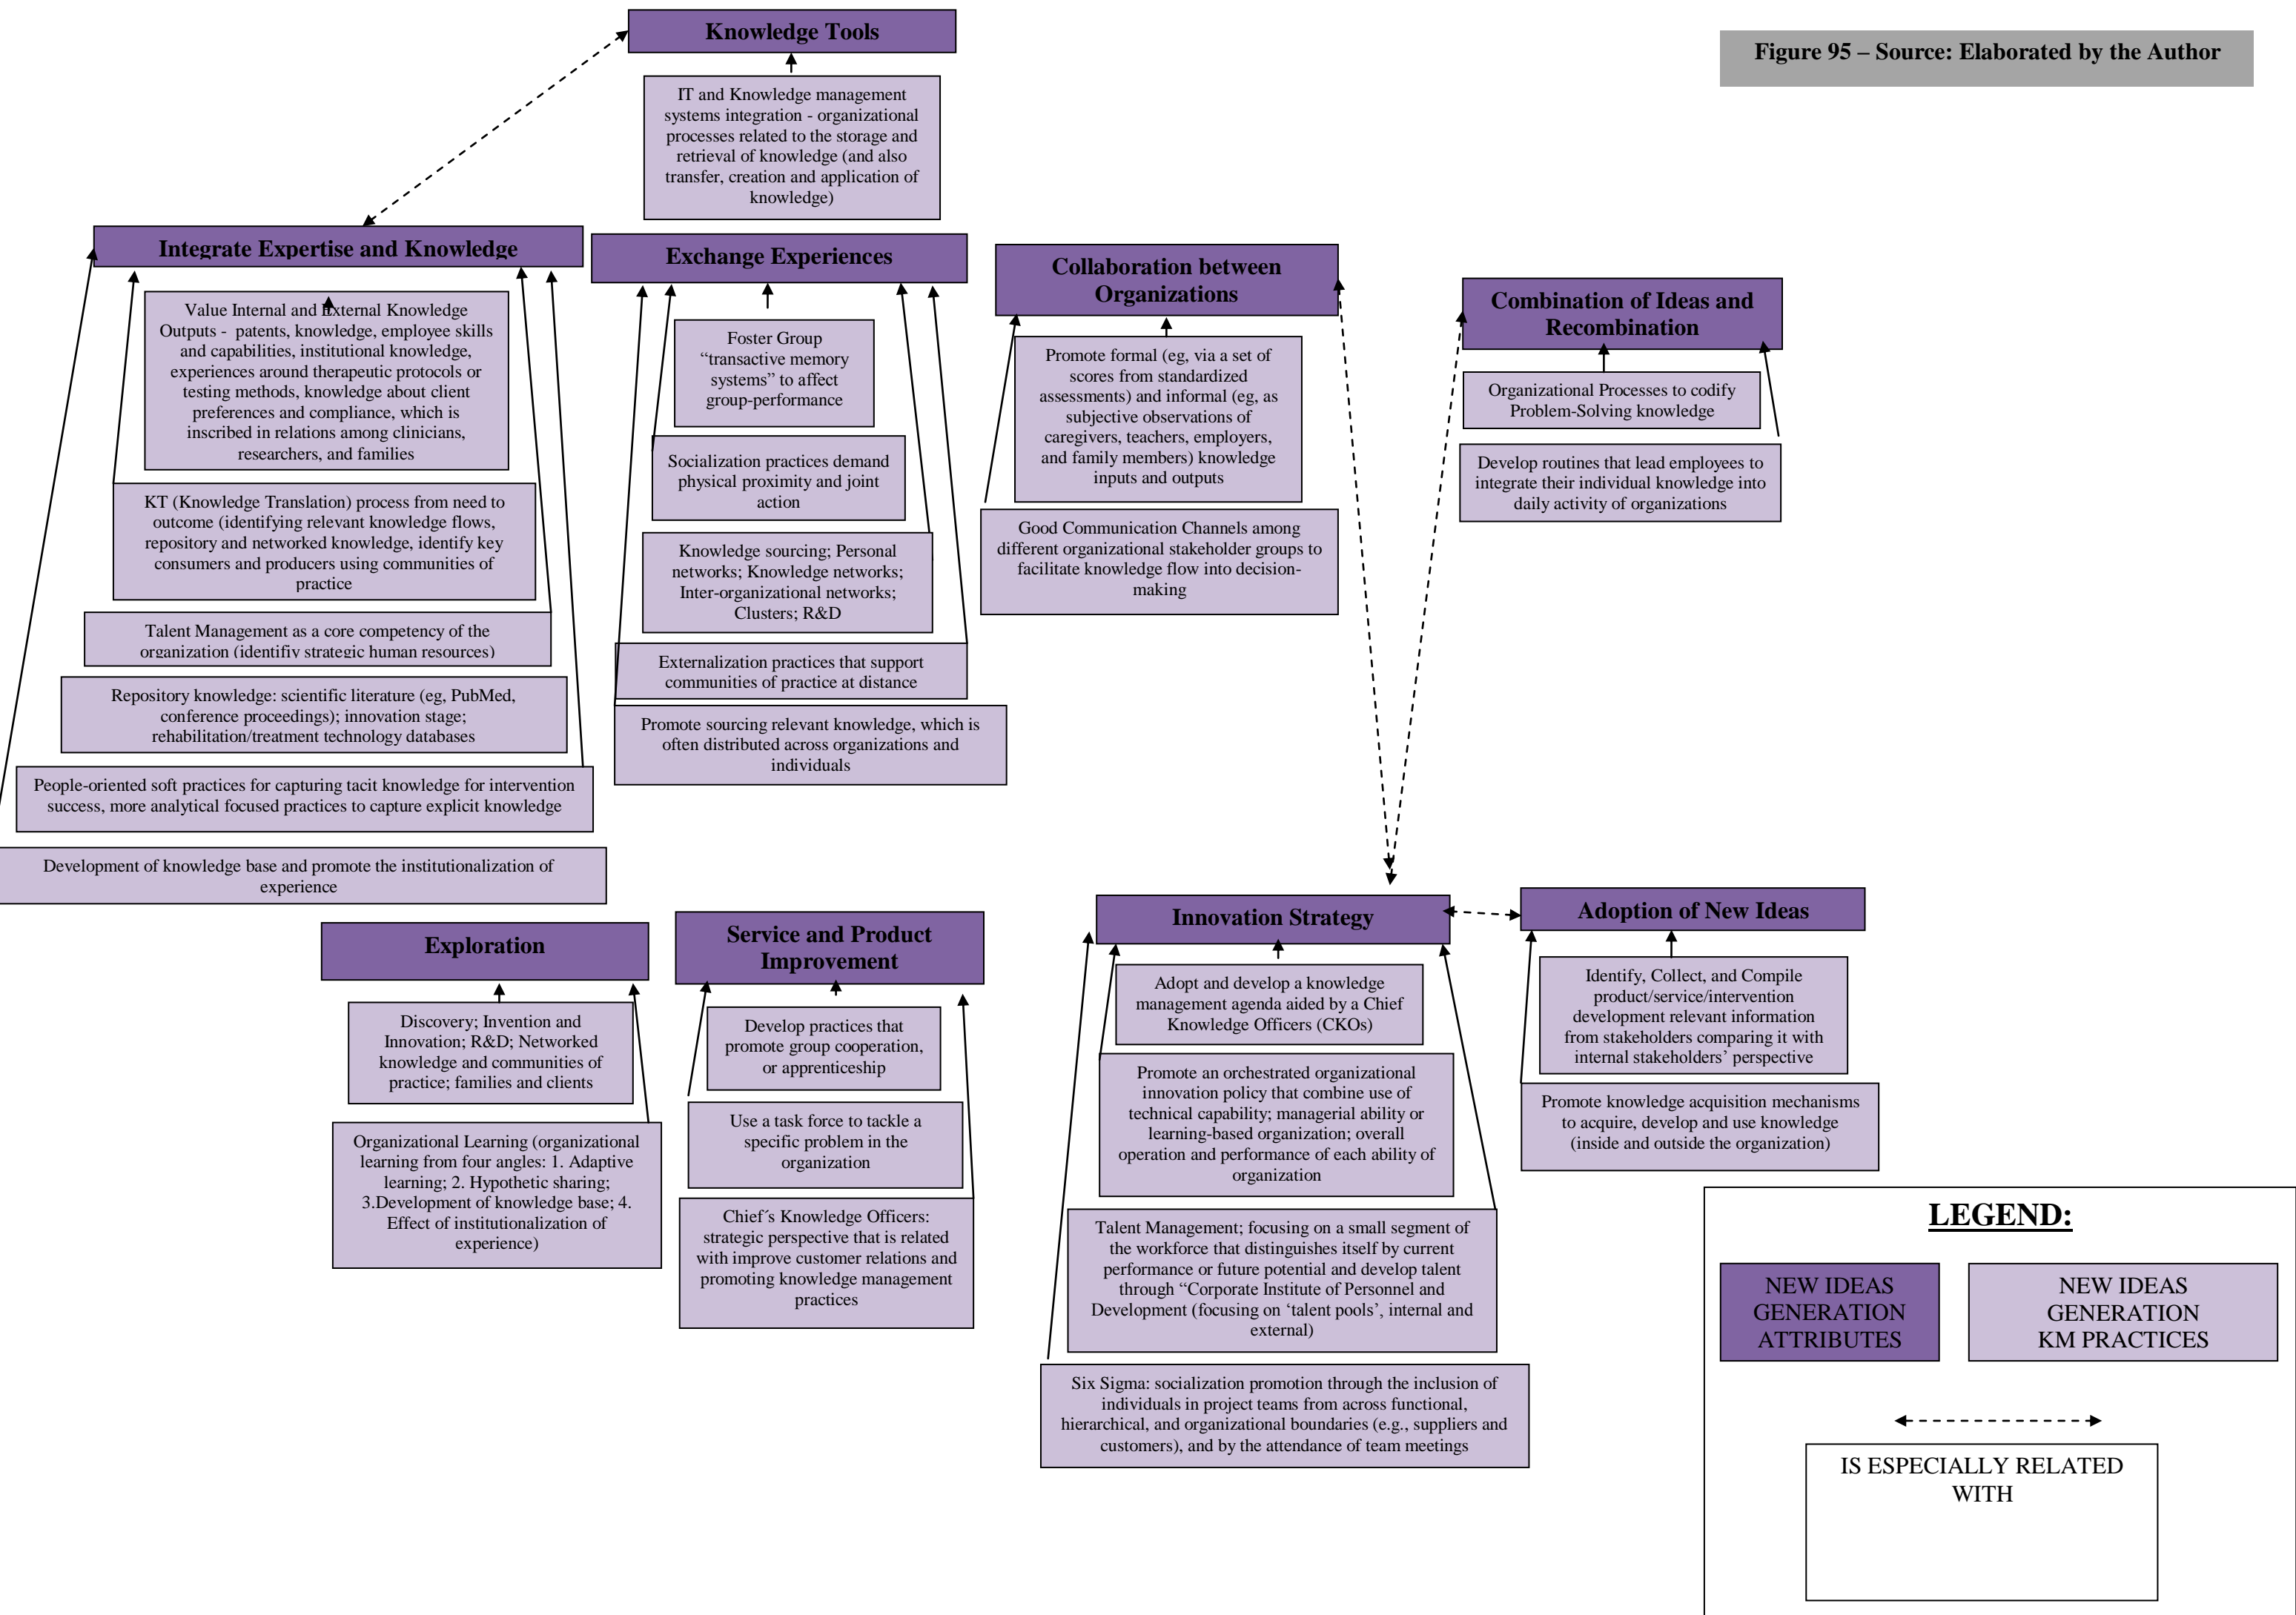 Knowledge Tools
Figure 95 – Source: Elaborated by the Author
IT and Knowledge management
systems integration - organizational
processes related to the storage and
retrieval of knowledge (and also
transfer, creation and application of
knowledge)
Integrate Expertise and Knowledge
Value Internal and External Knowledge
Outputs - patents, knowledge, employee skills
and capabilities, institutional knowledge,
experiences around therapeutic protocols or
testing methods, knowledge about client
preferences and compliance, which is
inscribed in relations among clinicians,
researchers, and families
KT (Knowledge Translation) process from need to
outcome (identifying relevant knowledge flows,
repository and networked knowledge, identify key
consumers and producers using communities of
practice
Talent Management as a core competency of the
organization (identifiy strategic human resources)
Repository knowledge: scientific literature (eg, PubMed,
conference proceedings); innovation stage;
rehabilitation/treatment technology databases
People-oriented soft practices for capturing tacit knowledge for intervention
success, more analytical focused practices to capture explicit knowledge
Development of knowledge base and promote the institutionalization of
experience
Exchange Experiences
Foster Group
“transactive memory
systems” to affect
group-performance
Socialization practices demand
physical proximity and joint
action
Knowledge sourcing; Personal
networks; Knowledge networks;
Inter-organizational networks;
Clusters; R&D
Externalization practices that support
communities of practice at distance
Promote sourcing relevant knowledge, which is
often distributed across organizations and
individuals
Collaboration between
Organizations
Promote formal (eg, via a set of
scores from standardized
assessments) and informal (eg, as
subjective observations of
caregivers, teachers, employers,
and family members) knowledge
inputs and outputs
Good Communication Channels among
different organizational stakeholder groups to
facilitate knowledge flow into decision-
making
Combination of Ideas and
Recombination
Organizational Processes to codify
Problem-Solving knowledge
Develop routines that lead employees to
integrate their individual knowledge into
daily activity of organizations
Exploration
Discovery; Invention and
Innovation; R&D; Networked
knowledge and communities of
practice; families and clients
Organizational Learning (organizational
learning from four angles: 1. Adaptive
learning; 2. Hypothetic sharing;
3.Development of knowledge base; 4.
Effect of institutionalization of
experience)
Service and Product
Improvement
Develop practices that
promote group cooperation,
or apprenticeship
Use a task force to tackle a
specific problem in the
organization
Chief´s Knowledge Officers:
strategic perspective that is related
with improve customer relations and
promoting knowledge management
practices
Innovation Strategy
Adopt and develop a knowledge
management agenda aided by a Chief
Knowledge Officers (CKOs)
Promote an orchestrated organizational
innovation policy that combine use of
technical capability; managerial ability or
learning-based organization; overall
operation and performance of each ability of
organization
Talent Management; focusing on a small segment of
the workforce that distinguishes itself by current
performance or future potential and develop talent
through “Corporate Institute of Personnel and
Development (focusing on ‘talent pools’, internal and
external)
Six Sigma: socialization promotion through the inclusion of
individuals in project teams from across functional,
hierarchical, and organizational boundaries (e.g., suppliers and
customers), and by the attendance of team meetings
Adoption of New Ideas
Identify, Collect, and Compile
product/service/intervention
development relevant information
from stakeholders comparing it with
internal stakeholders’ perspective
Promote knowledge acquisition mechanisms
to acquire, develop and use knowledge
(inside and outside the organization)
LEGEND:
NEW IDEAS
GENERATION
ATTRIBUTES
NEW IDEAS
GENERATION
KM PRACTICES
IS ESPECIALLY RELATED
WITH